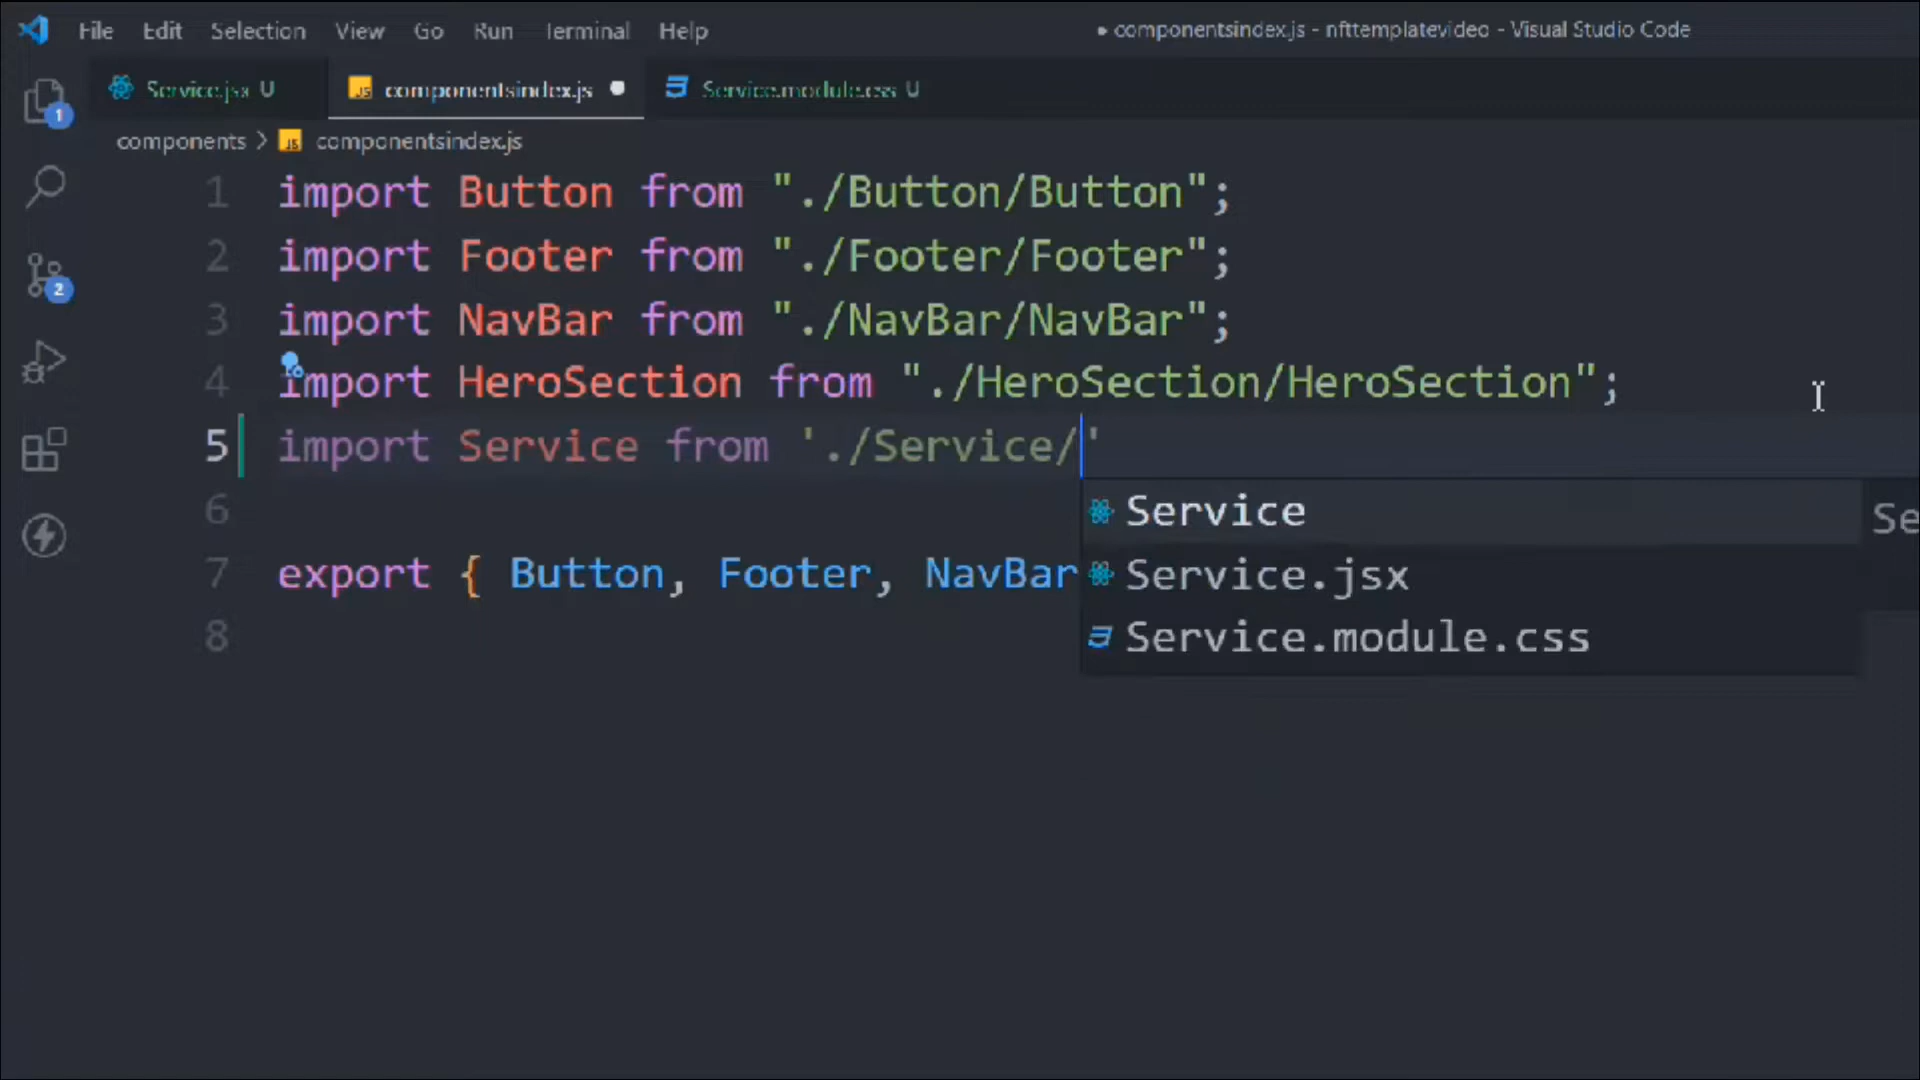 File Edit Selection View Go Run Terminal Help
● componentsindex.js - nfttemplatevideo - Visual Studio Code
Service.jsx U
JS componentsindex.js ●
Service.module.css U
components > JS componentsindex.js
1
1 import Button from "./Button/Button";
2 import Footer from "./Footer/Footer";
2
3 import NavBar from "./NavBar/NavBar";
4 import HeroSection from "./HeroSection/HeroSection";
5 import Service from './Service/'
6
Service
Se
7 export { Button, Footer, NavBar
Service.jsx
8
Service.module.css